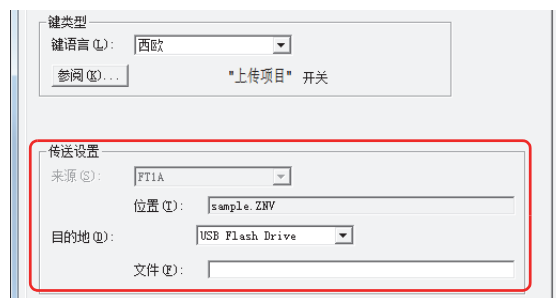 键类型
键语言(L): 西欧
参阅(K)... "上传项目" 开关
传送设置
来源(S): FT1A
位置(T): sample.ZNV
目的地(D): USB Flash Drive
文件(F):